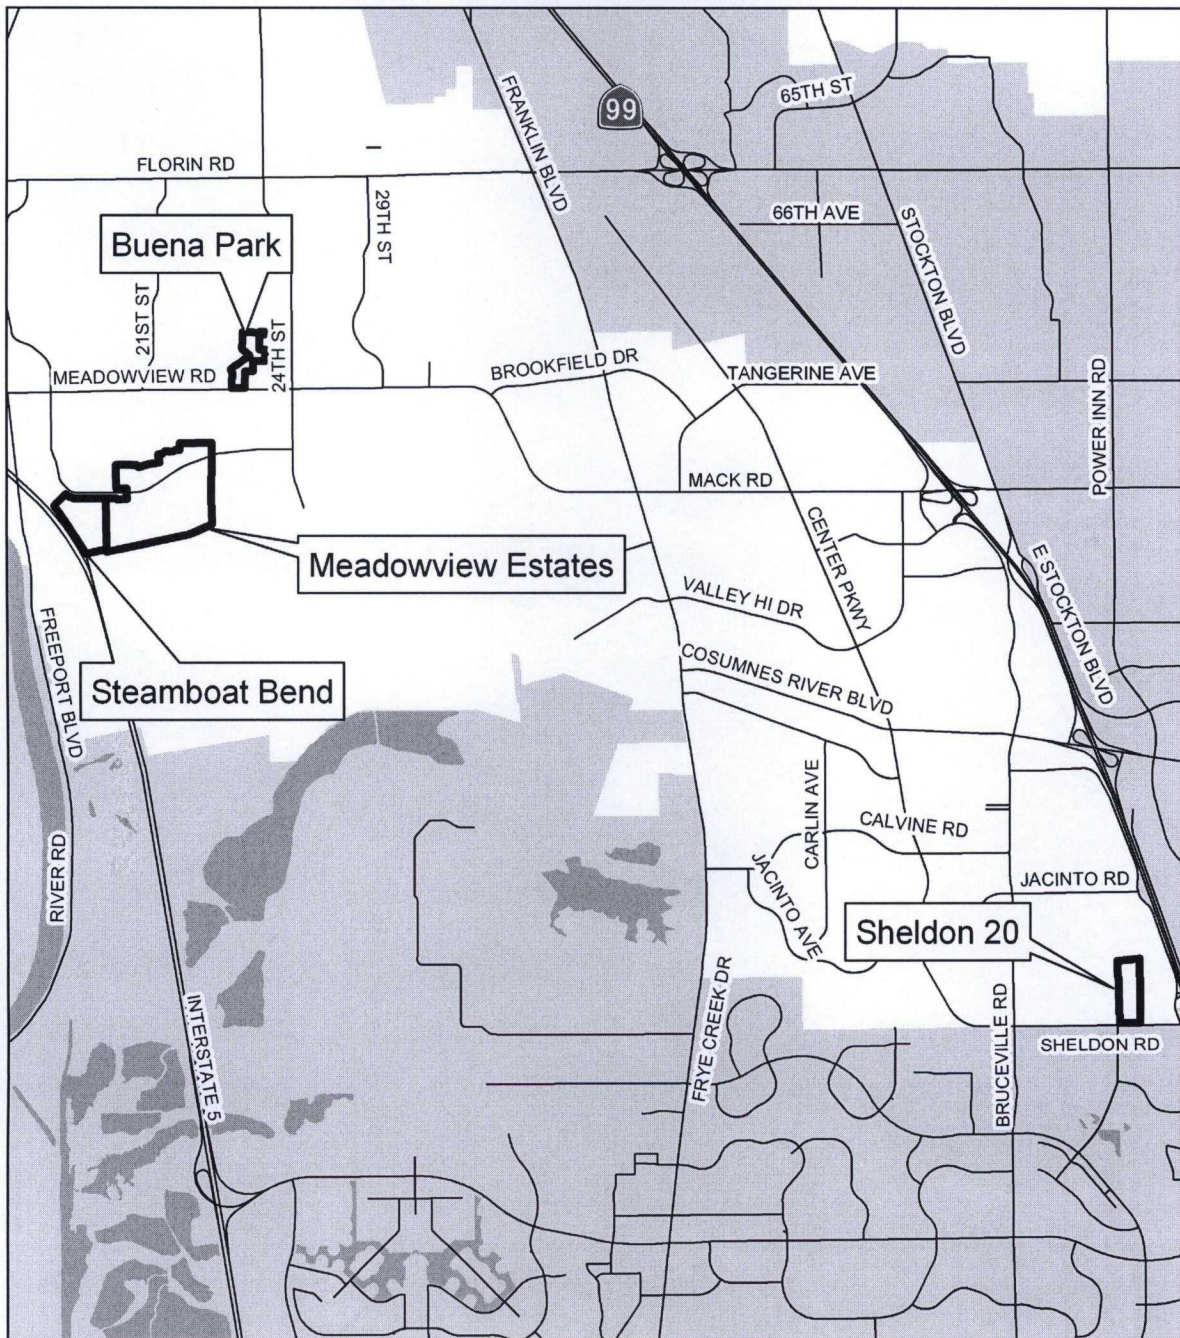 FRANKLIN BLVD
99
65TH ST
FLORIN RD
29TH ST
66TH AVE
STOCKTON BLVD
Buena Park
21ST ST
24TH ST
MEADOWVIEW RD
BROOKFIELD DR
TANGERINE AVE
POWER INN RD
MACK RD
CENTER PKWY
Meadowview Estates
E STOCKTON BLVD
VALLEY HI DR
FREEPORT BLVD
COSUMNES RIVER BLVD
Steamboat Bend
CARLIN AVE
CALVINE RD
RIVER RD
JACINTO AVE
JACINTO RD
Sheldon 20
INTERSTATE 5
FRYE CREEK DR
BRUCEVILLE RD
SHELDON RD